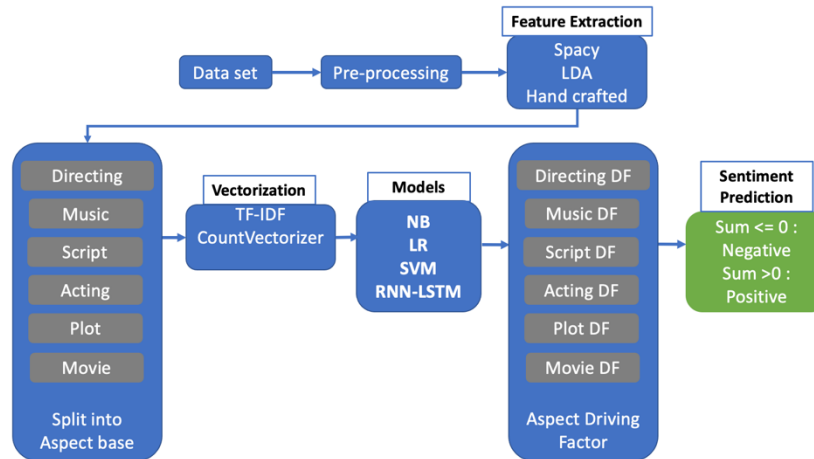 Feature Extraction
Data set
Pre-processing
Spacy
LDA
Hand crafted
Directing
Music
Script
Acting
Plot
Movie
Split into
Aspect base
Vectorization
TF-IDF
CountVectorizer
Models
NB
LR
SVM
RNN-LSTM
Directing DF
Music DF
Script DF
Acting DF
Plot DF
Movie DF
Aspect Driving
Factor
Sentiment
Prediction
Sum <= 0 :
Negative
Sum >0 :
Positive